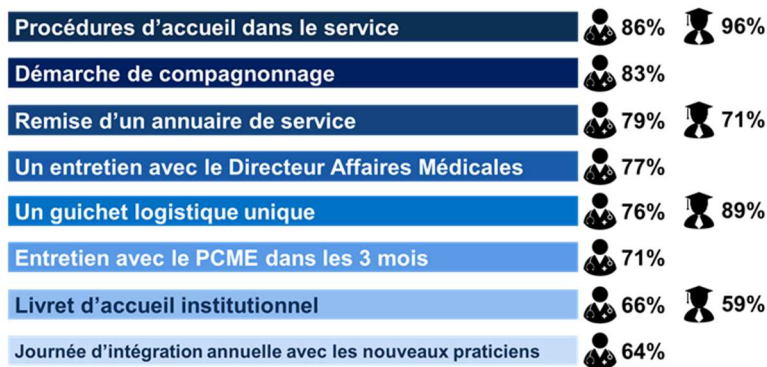 Procédures d’accueil dans le service 86% 96%
Démarche de compagnonnage 83%
Remise d’un annuaire de service 79% 71%
Un entretien avec le Directeur Affaires Médicales 77%
Un guichet logistique unique 76% 89%
Entretien avec le PCME dans les 3 mois 71%
Livret d’accueil institutionnel 66% 59%
Journée d’intégration annuelle avec les nouveaux praticiens 64%